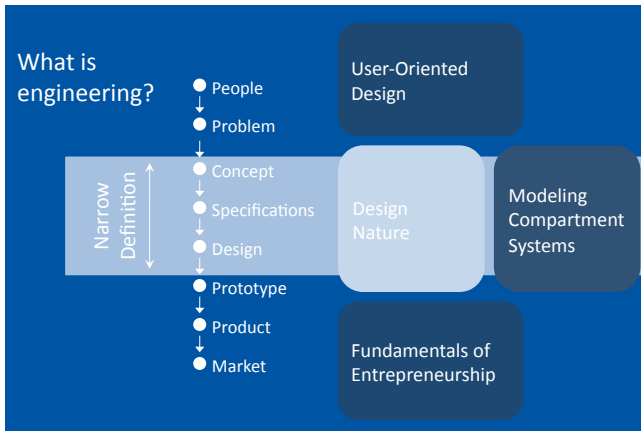 What is
engineering?
People
Problem
Concept
Specifications
Design
Prototype
Product
Market
Narrow
Definition
User-Oriented
Design
Design
Nature
Modeling
Compartment
Systems
Fundamentals of
Entrepreneurship